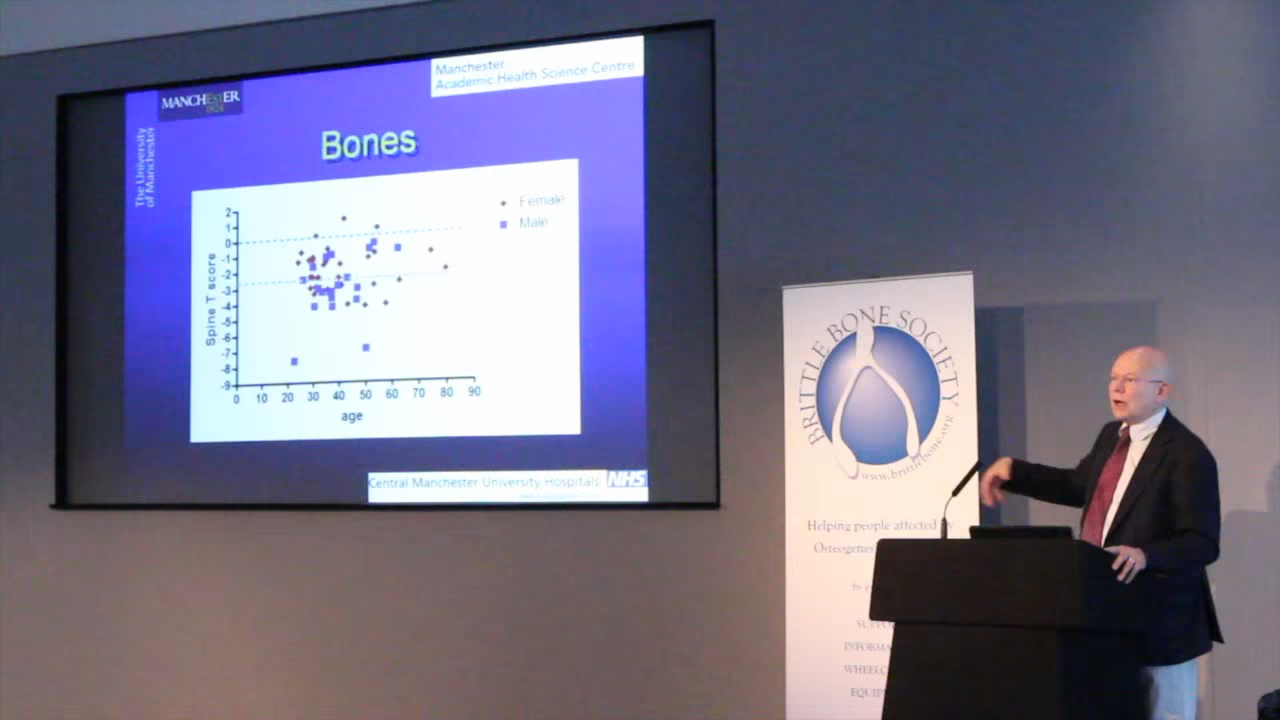 MANCHESTER
1824
The University
of Manchester
Manchester
Academic Health Science Centre
Bones
Female
Male
Spine T score
2
1
0
-1
-2
-3
-4
-5
-6
-7
-8
-9
0 10 20 30 40 50 60 70 80 90
age
Central Manchester University Hospitals NHS
BRITTLE BONE SOCIETY
www.brittlebone.org
Helping people affected